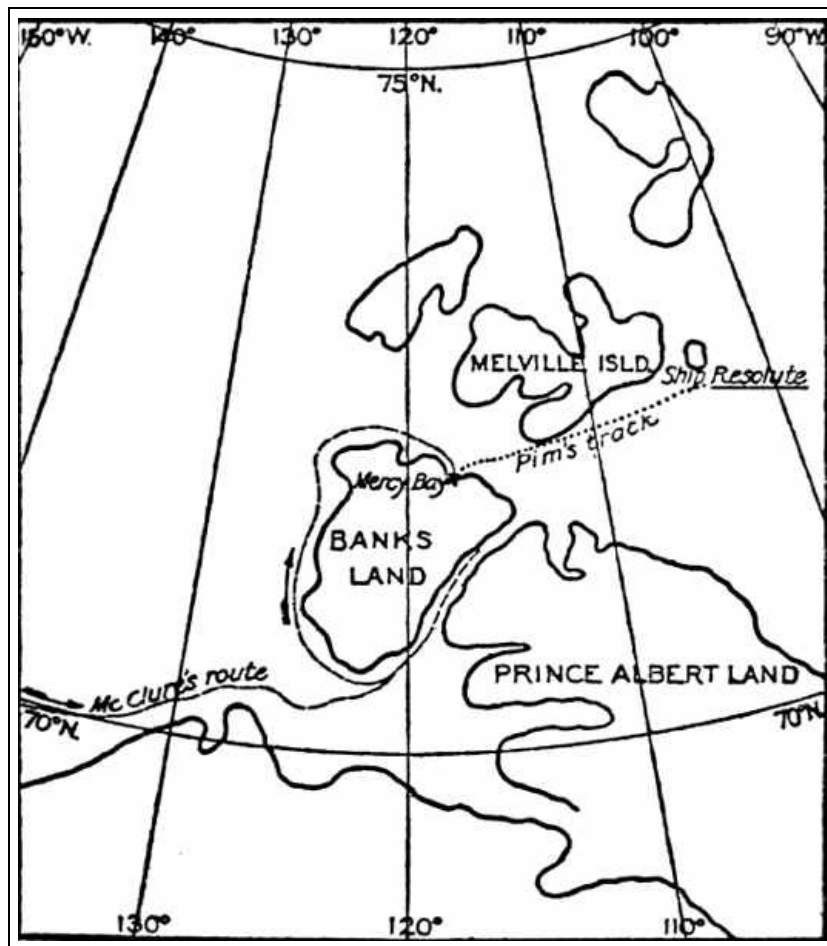 150°W. 140° 130° 120° 110° 100° 90°W.
75°N.
MELVILLE ISLD.
Ship Resolute
Pim's track
Mercy Bay
BANKS
LAND
PRINCE ALBERT LAND
McClure's route
70°N. 70°N.
130° 120° 110°